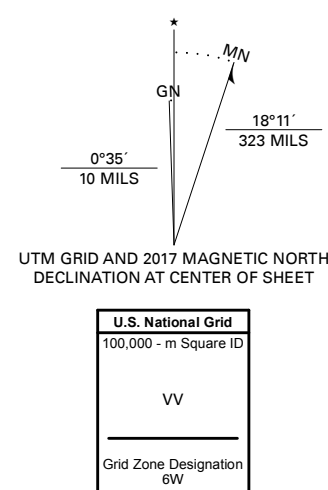 ★
MN
GN
18°11´
323 MILS
0°35´
10 MILS
UTM GRID AND 2017 MAGNETIC NORTH
DECLINATION AT CENTER OF SHEET
U.S. National Grid
100,000 - m Square ID
VV
Grid Zone Designation
6W